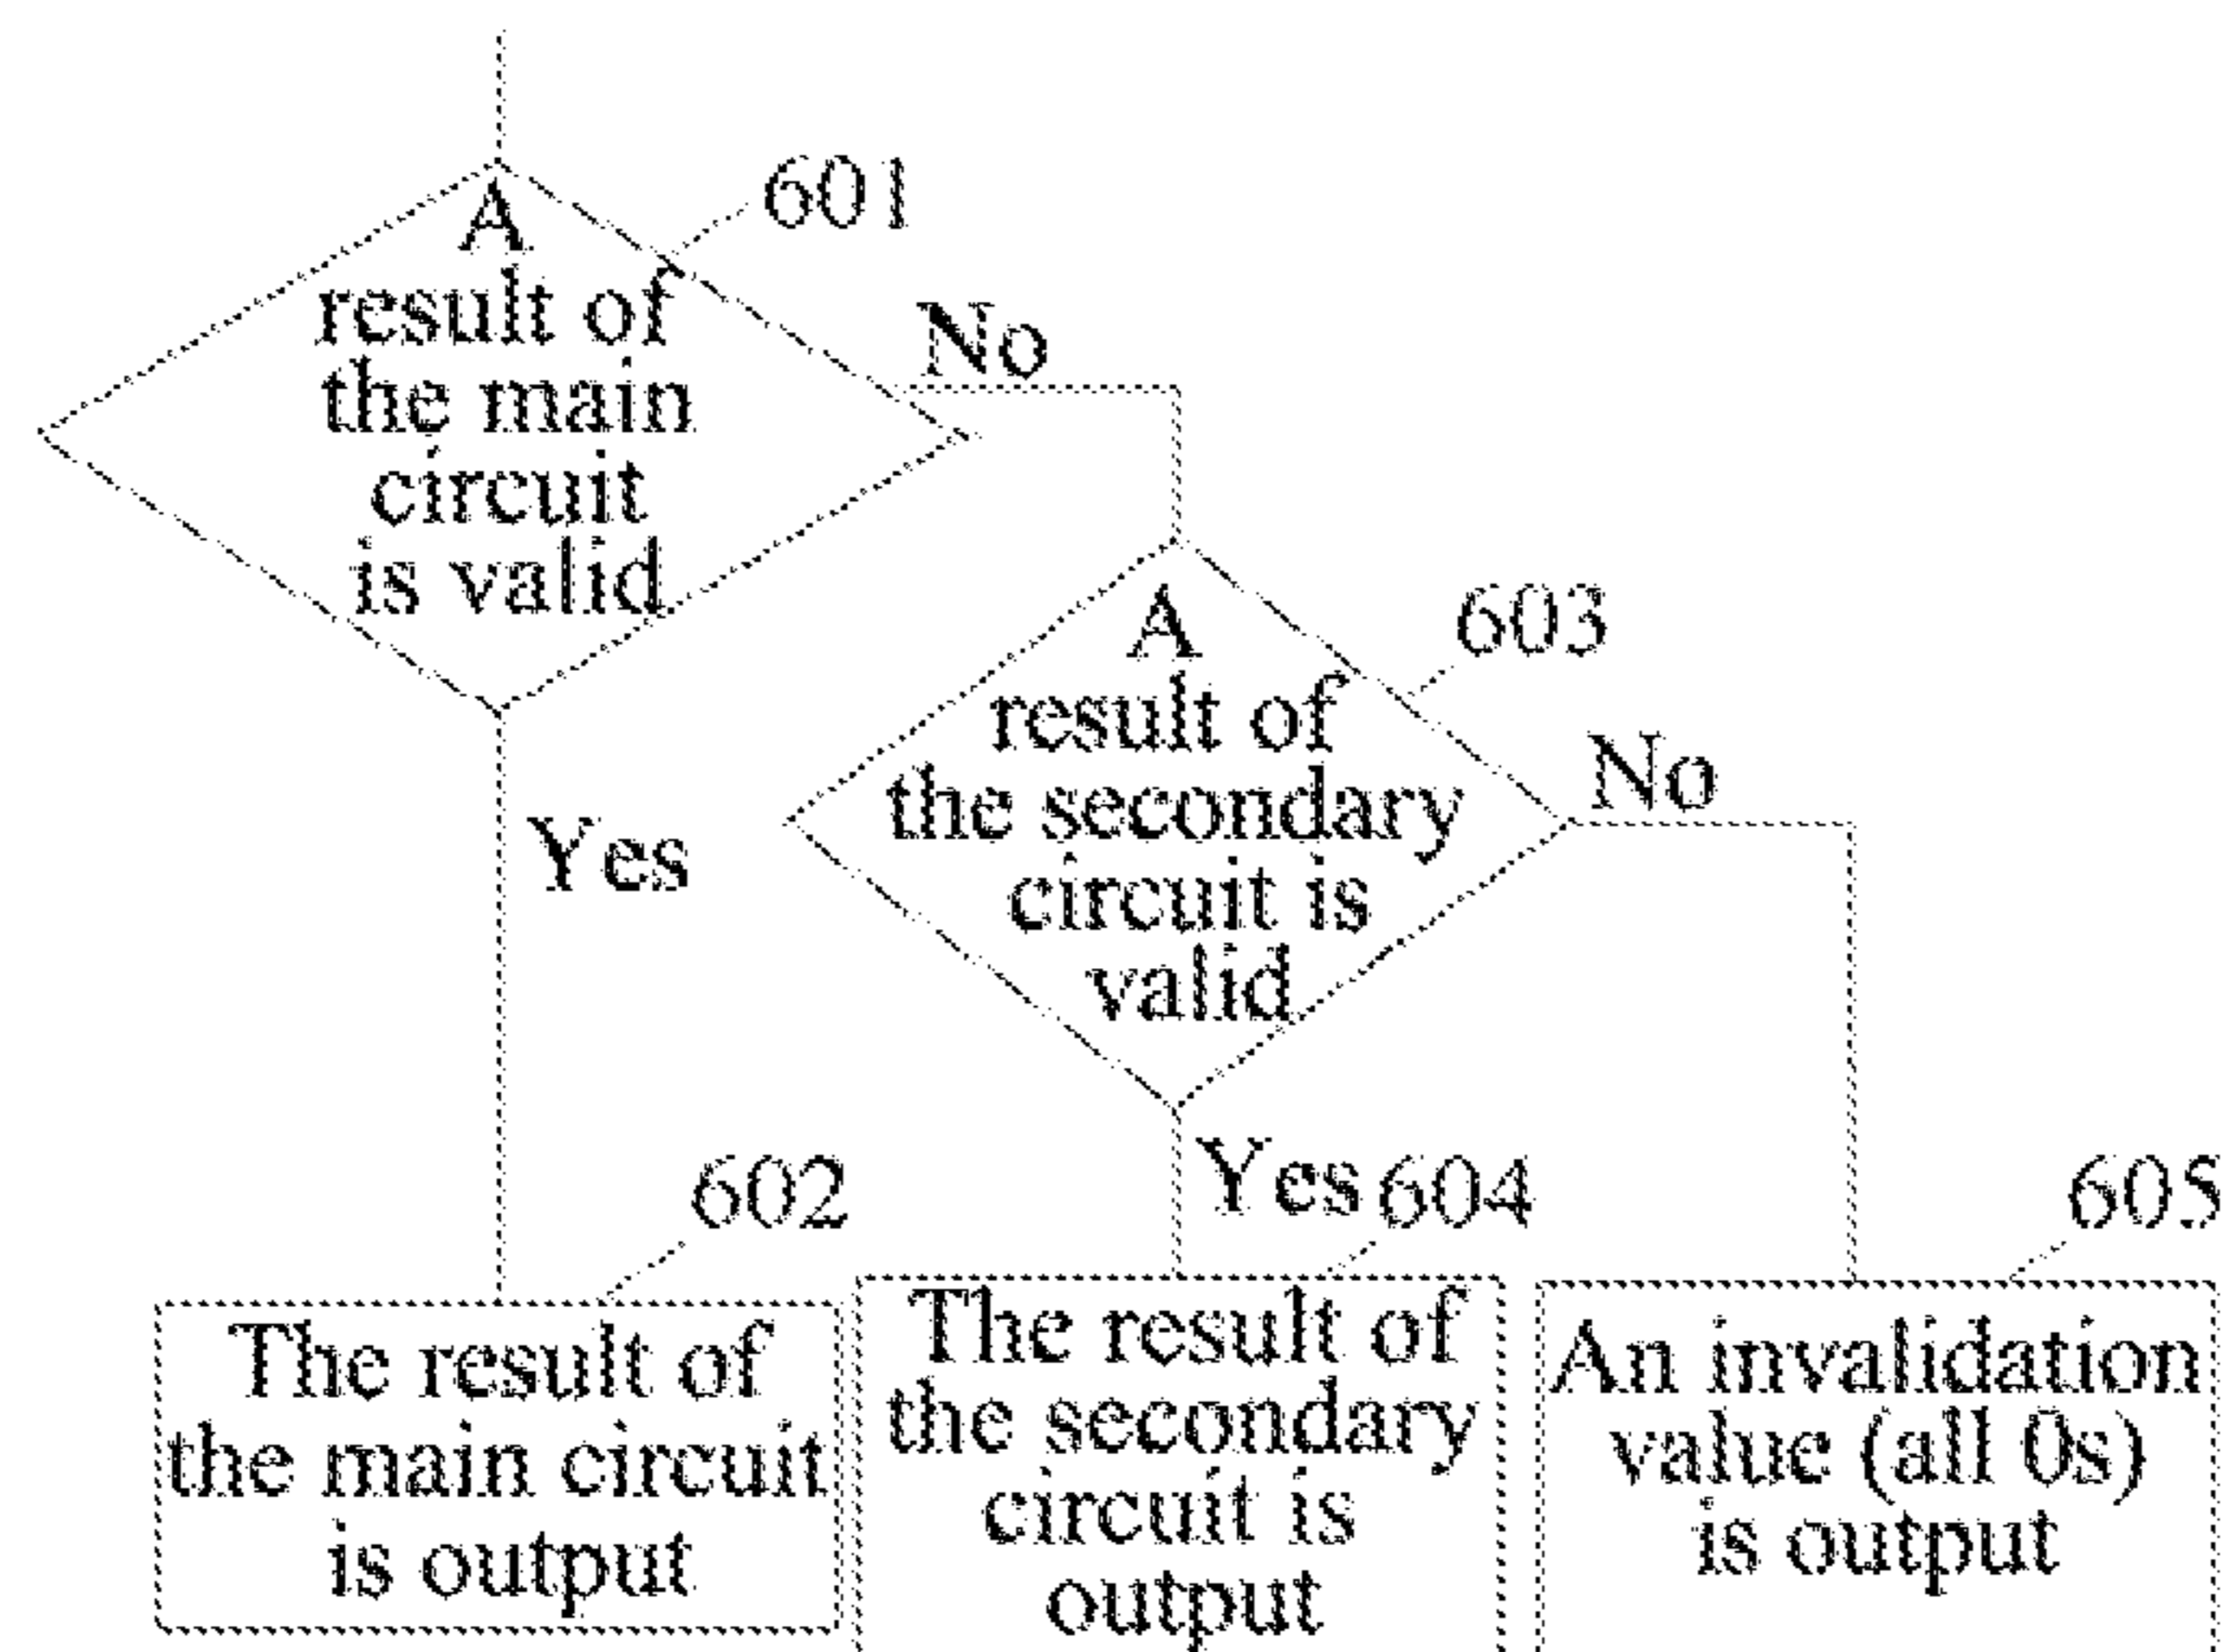 601
A
result of
the main
circuit
is valid
No
Yes
603
A
result of
the secondary
circuit is
valid
No
Yes
602
The result of
the main circuit
is output
604
The result of
the secondary
circuit is
output
605
An invalidation
value (all 0s)
is output